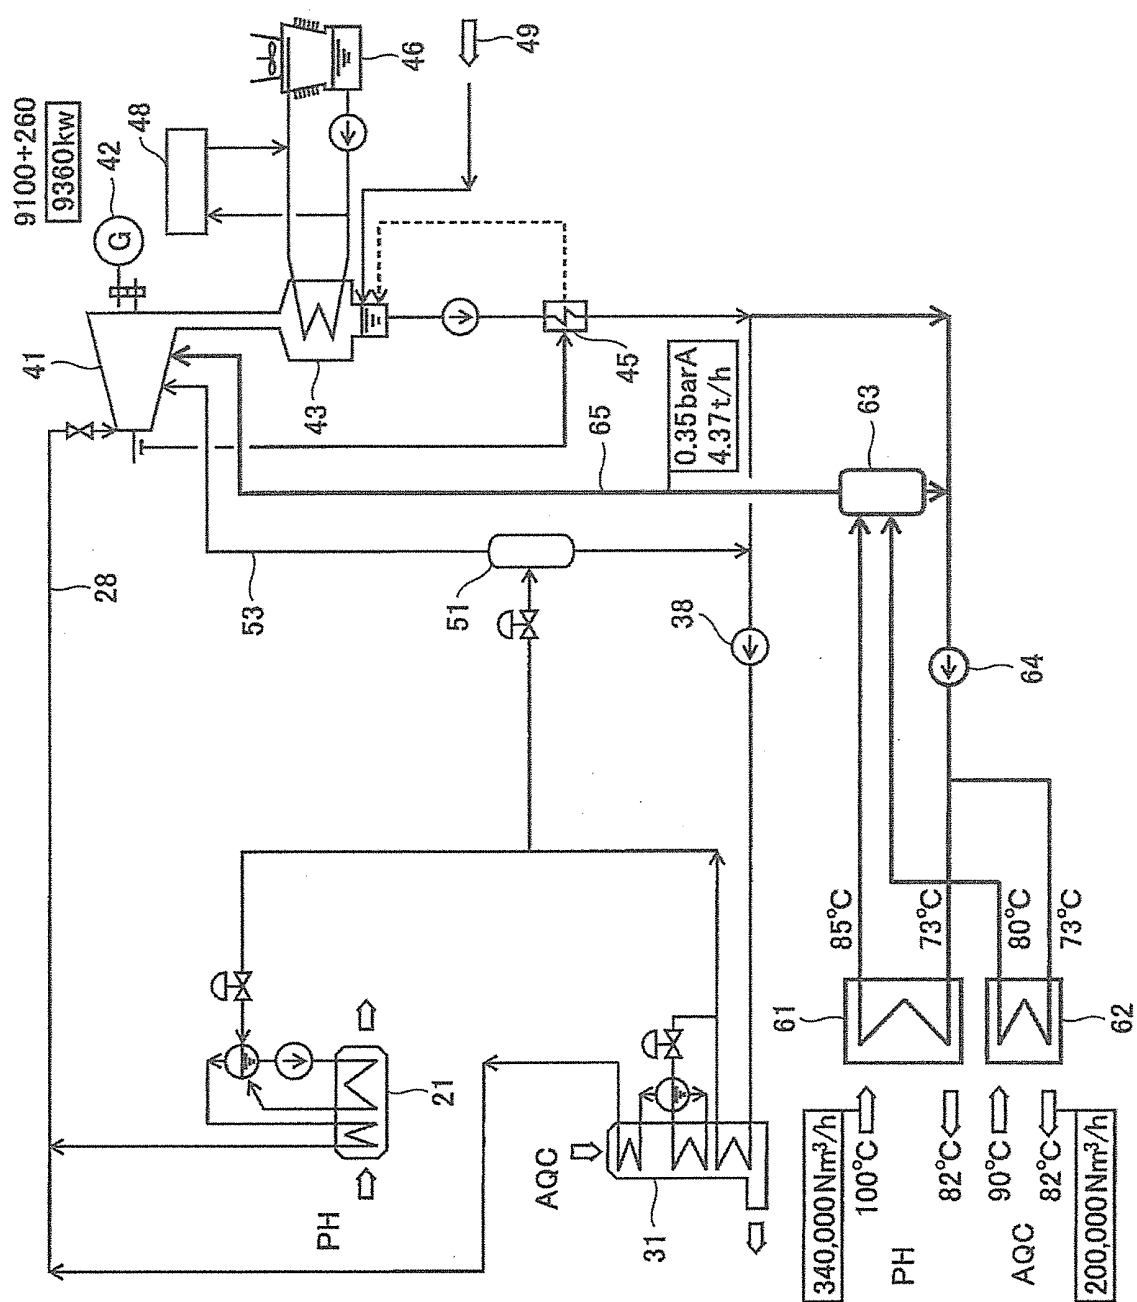 9100+260
9360kw
42
G
48
46
49
41
43
45
28
53
65
0.35barA
4.37t/h
51
38
63
64
PH
21
AQC
31
61
85℃
73℃
62
80℃
73℃
340,000Nm³/h
100℃
82℃
PH
90℃
82℃
AQC
200,000Nm³/h